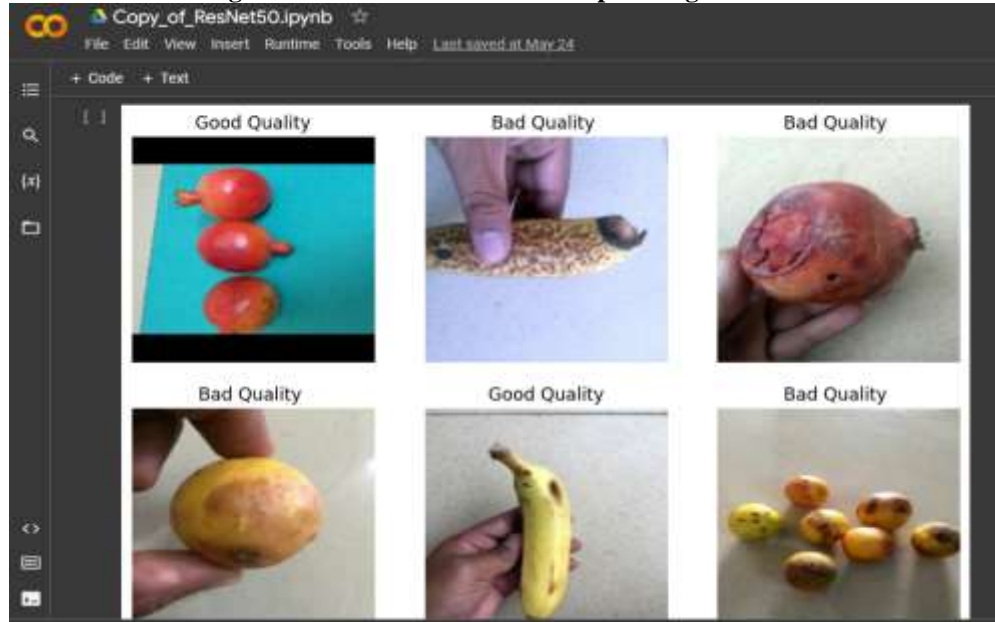 Copy_of_ResNet50.ipynb
File Edit View Insert Runtime Tools Help Last saved at May 24
+ Code + Text
[ ]
Good Quality Bad Quality Bad Quality
{x}
Bad Quality Good Quality Bad Quality
<>